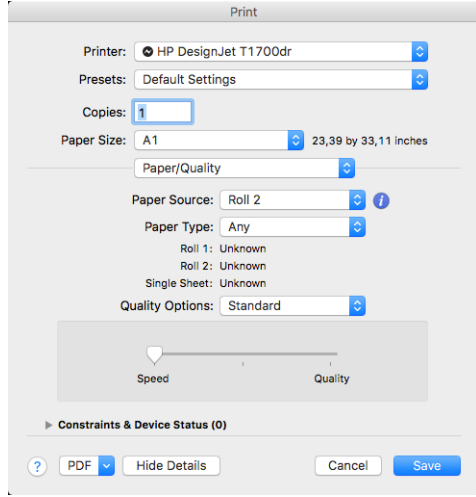 Print
Printer: HP DesignJet T1700dr
Presets: Default Settings
Copies: 1
Paper Size: A1 23,39 by 33,11 inches
Paper/Quality
Paper Source: Roll 2 i
Paper Type: Any
Roll 1: Unknown
Roll 2: Unknown
Single Sheet: Unknown
Quality Options: Standard
Speed Quality
Constraints & Device Status (0)
? PDF Hide Details Cancel Save